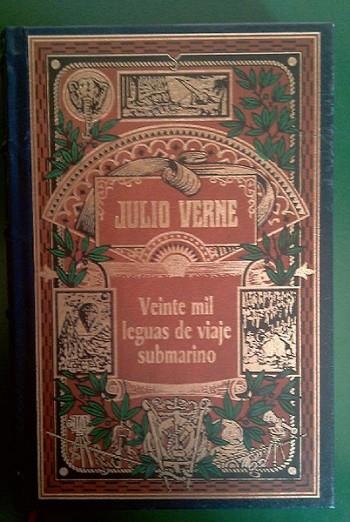 JULIO VERNE
Veinte mil
leguas de viaje
submarino